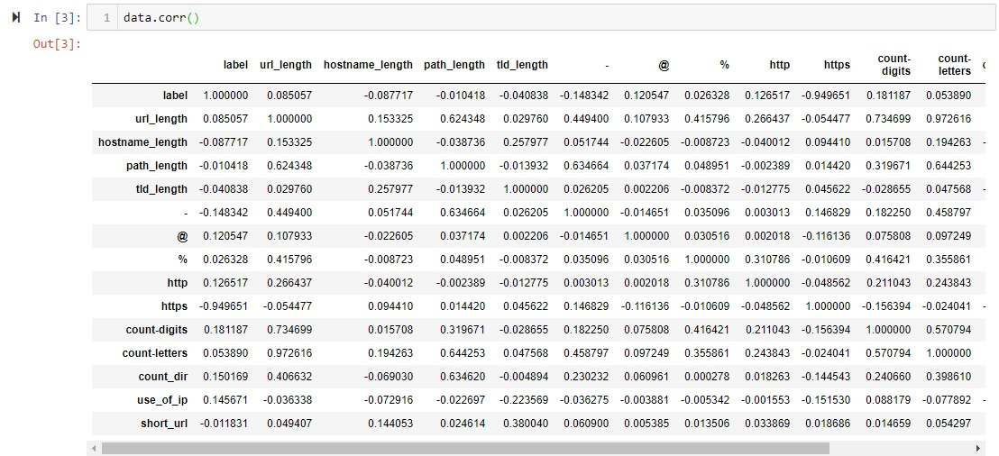 In [3]: 1 data.corr()
Out[3]:
label url_length hostname_length path_length tld_length - @ % http https count-digits count-letters c
label 1.000000 0.085057 -0.087717 -0.010418 -0.040838 -0.148342 0.120547 0.026328 0.126517 -0.949651 0.181187 0.053890
url_length 0.085057 1.000000 0.153325 0.624348 0.029760 0.449400 0.107933 0.415796 0.266437 -0.054477 0.734699 0.972616
hostname_length -0.087717 0.153325 1.000000 -0.038736 0.257977 0.051744 -0.022605 -0.008723 -0.040012 0.094410 0.015708 0.194263 -
path_length -0.010418 0.624348 -0.038736 1.000000 -0.013932 0.634664 0.037174 0.048951 -0.002389 0.014420 0.319671 0.644253
tld_length -0.040838 0.029760 0.257977 -0.013932 1.000000 0.026205 0.002206 -0.008372 -0.012775 0.045622 -0.028655 0.047568 -
- -0.148342 0.449400 0.051744 0.634664 0.026205 1.000000 -0.014651 0.035096 0.003013 0.146829 0.182250 0.458797
@ 0.120547 0.107933 -0.022605 0.037174 0.002206 -0.014651 1.000000 0.030516 0.002018 -0.116136 0.075808 0.097249
% 0.026328 0.415796 -0.008723 0.048951 -0.008372 0.035096 0.030516 1.000000 0.310786 -0.010609 0.416421 0.355861
http 0.126517 0.266437 -0.040012 -0.002389 -0.012775 0.003013 0.002018 0.310786 1.000000 -0.048562 0.211043 0.243843
https -0.949651 -0.054477 0.094410 0.014420 0.045622 0.146829 -0.116136 -0.010609 -0.048562 1.000000 -0.156394 -0.024041 -
count-digits 0.181187 0.734699 0.015708 0.319671 -0.028655 0.182250 0.075808 0.416421 0.211043 -0.156394 1.000000 0.570794
count-letters 0.053890 0.972616 0.194263 0.644253 0.047568 0.458797 0.097249 0.355861 0.243843 -0.024041 0.570794 1.000000
count_dir 0.150169 0.406632 -0.069030 0.634620 -0.004894 0.230232 0.060961 0.000278 0.018263 -0.144543 0.240660 0.398610
use_of_ip 0.145671 -0.036338 -0.072916 -0.022697 -0.223569 -0.036275 -0.003881 -0.005342 -0.001553 -0.151530 0.088179 -0.077892 -
short_url -0.011831 0.049407 0.144053 0.024614 0.380040 0.060900 0.005385 0.013506 0.033869 0.018686 0.014659 0.054297